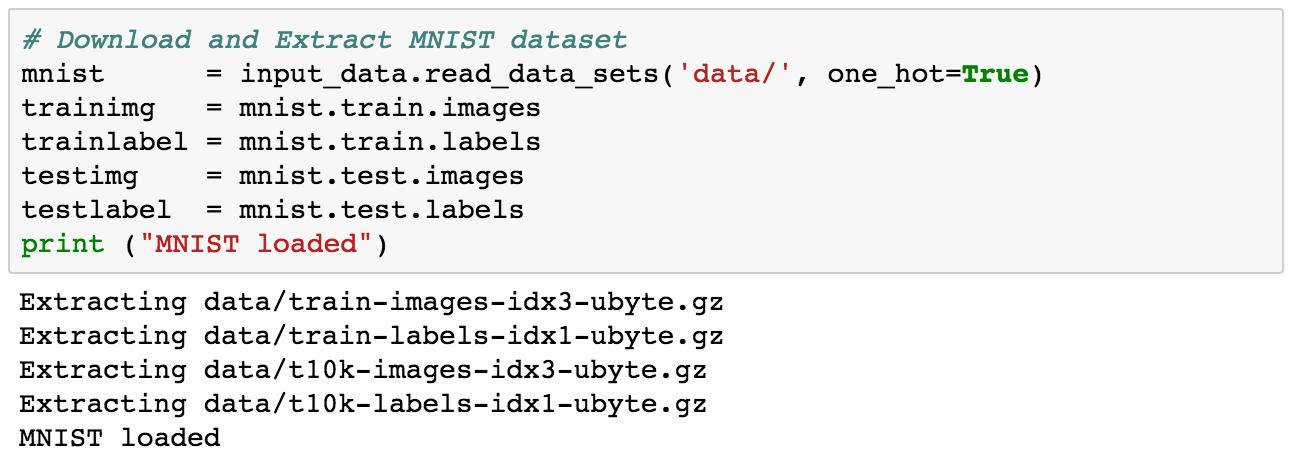 # Download and Extract MNIST dataset
mnist      = input_data.read_data_sets('data/', one_hot=True)
trainimg   = mnist.train.images
trainlabel = mnist.train.labels
testimg    = mnist.test.images
testlabel  = mnist.test.labels
print ("MNIST loaded")
Extracting data/train-images-idx3-ubyte.gz
Extracting data/train-labels-idx1-ubyte.gz
Extracting data/t10k-images-idx3-ubyte.gz
Extracting data/t10k-labels-idx1-ubyte.gz
MNIST loaded